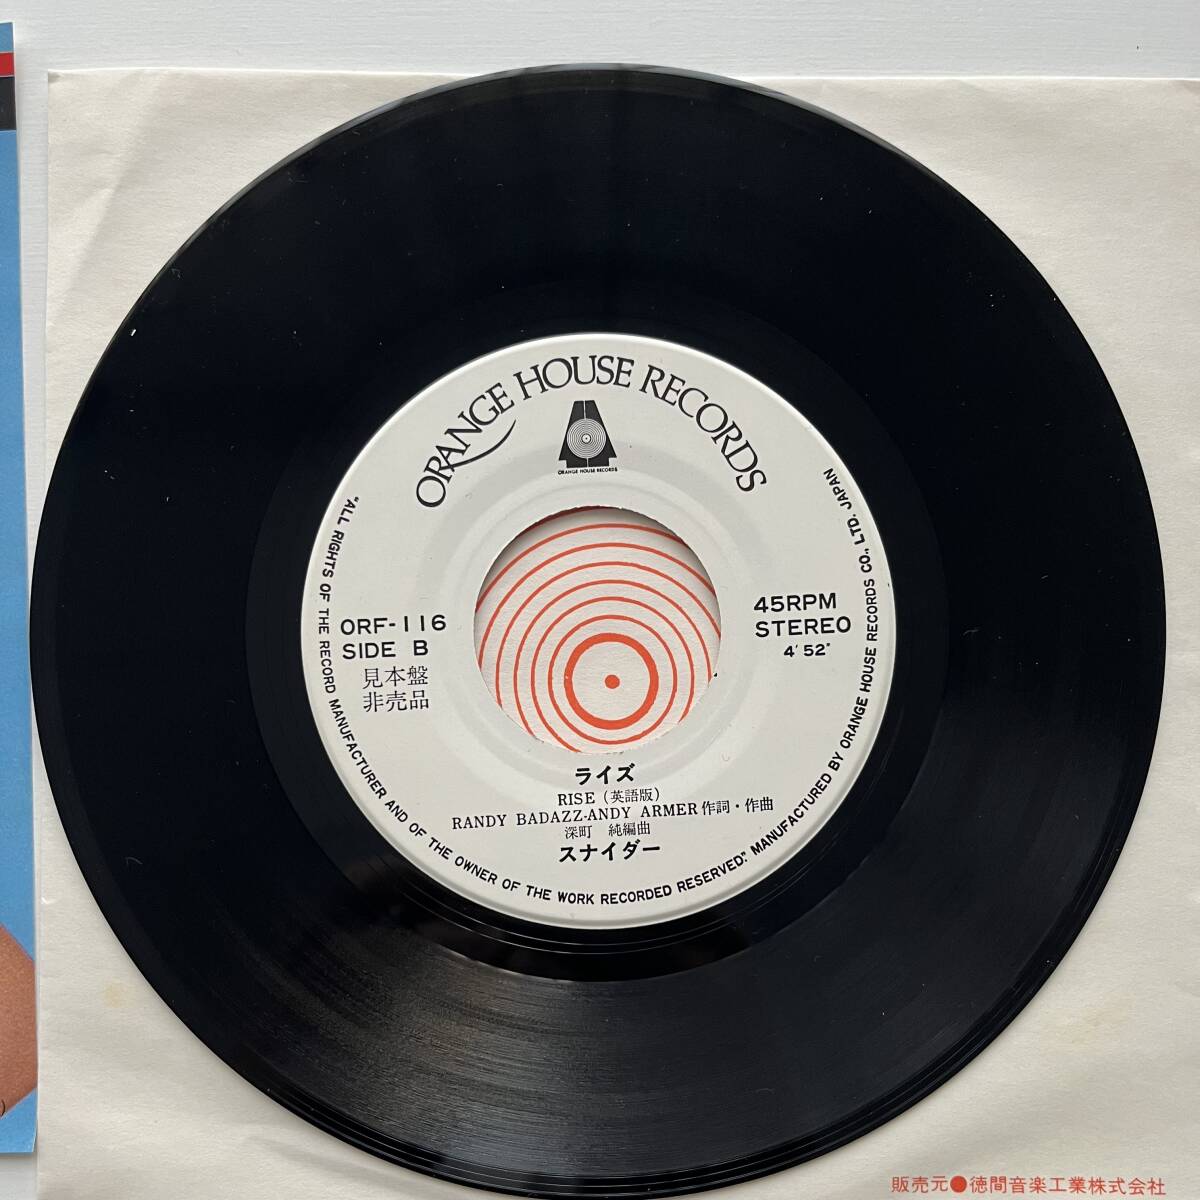 ORANGE HOUSE RECORDS
ORANGE HOUSE RECORDS
ORF-116
SIDE B
見本盤
非売品
45RPM
STEREO
4'52"
ライズ
RISE (英語版)
RANDY BADAZZ-ANDY ARMER 作詞・作曲
深町 純編曲
スナイダー
"ALL RIGHTS OF THE RECORD MANUFACTURER AND OF THE OWNER OF THE WORK RECORDED RESERVED." MANUFACTURED BY ORANGE HOUSE RECORDS CO., LTD. JAPAN
販売元●徳間音楽工業株式会社